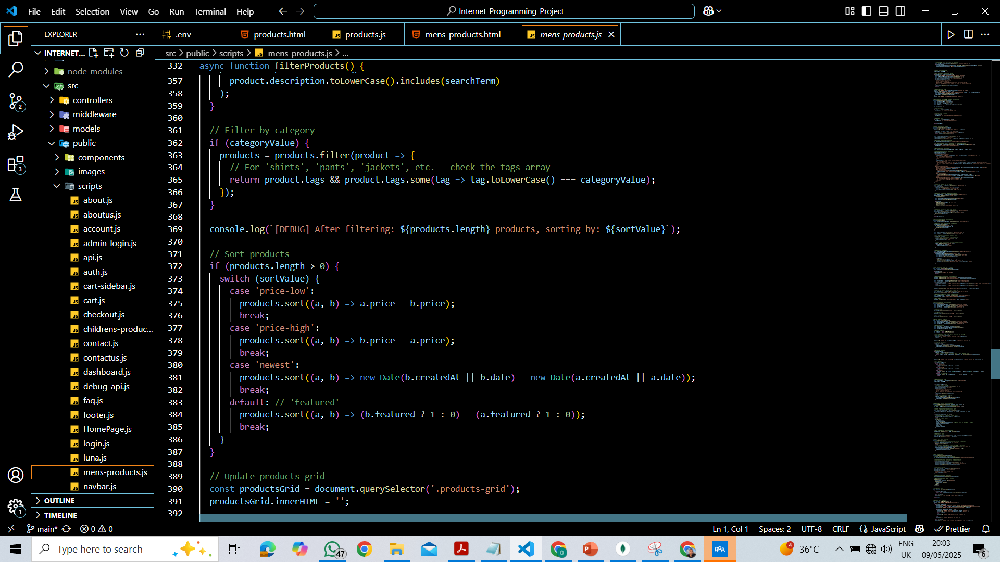 File Edit Selection View Go Run Terminal Help
Internet_Programming_Project
EXPLORER
.env
products.html
products.js
mens-products.html
mens-products.js
INTERNET...
src > public > scripts > mens-products.js > ...
node_modules
src
controllers
middleware
models
public
components
images
scripts
about.js
aboutus.js
account.js
admin-login.js
api.js
auth.js
cart-sidebar.js
cart.js
checkout.js
childrens-produc...
contact.js
contactus.js
dashboard.js
debug-api.js
faq.js
footer.js
HomePage.js
login.js
luna.js
mens-products.js
navbar.js
OUTLINE
TIMELINE
2
3
1
332 async function filterProducts() {
357 product.description.toLowerCase().includes(searchTerm)
358 );
359 }
360
361 // Filter by category
362 if (categoryValue) {
363 products = products.filter(product => {
364 // For 'shirts', 'pants', 'jackets', etc. - check the tags array
365 return product.tags && product.tags.some(tag => tag.toLowerCase() === categoryValue);
366 });
367 }
368
369 console.log(`[DEBUG] After filtering: ${products.length} products, sorting by: ${sortValue}`);
370
371 // Sort products
372 if (products.length > 0) {
373 switch (sortValue) {
374 case 'price-low':
375 products.sort((a, b) => a.price - b.price);
376 break;
377 case 'price-high':
378 products.sort((a, b) => b.price - a.price);
379 break;
380 case 'newest':
381 products.sort((a, b) => new Date(b.createdAt || b.date) - new Date(a.createdAt || a.date));
382 break;
383 default: // 'featured'
384 products.sort((a, b) => (b.featured ? 1 : 0) - (a.featured ? 1 : 0));
385 break;
386 }
387 }
388
389 // Update products grid
390 const productsGrid = document.querySelector('.products-grid');
391 productsGrid.innerHTML = '';
392
main* 0 0
Ln 1, Col 1 Spaces: 2 UTF-8 CRLF JavaScript Prettier
Type here to search
47
4 36°C
ENG
UK
20:03
09/05/2025
6